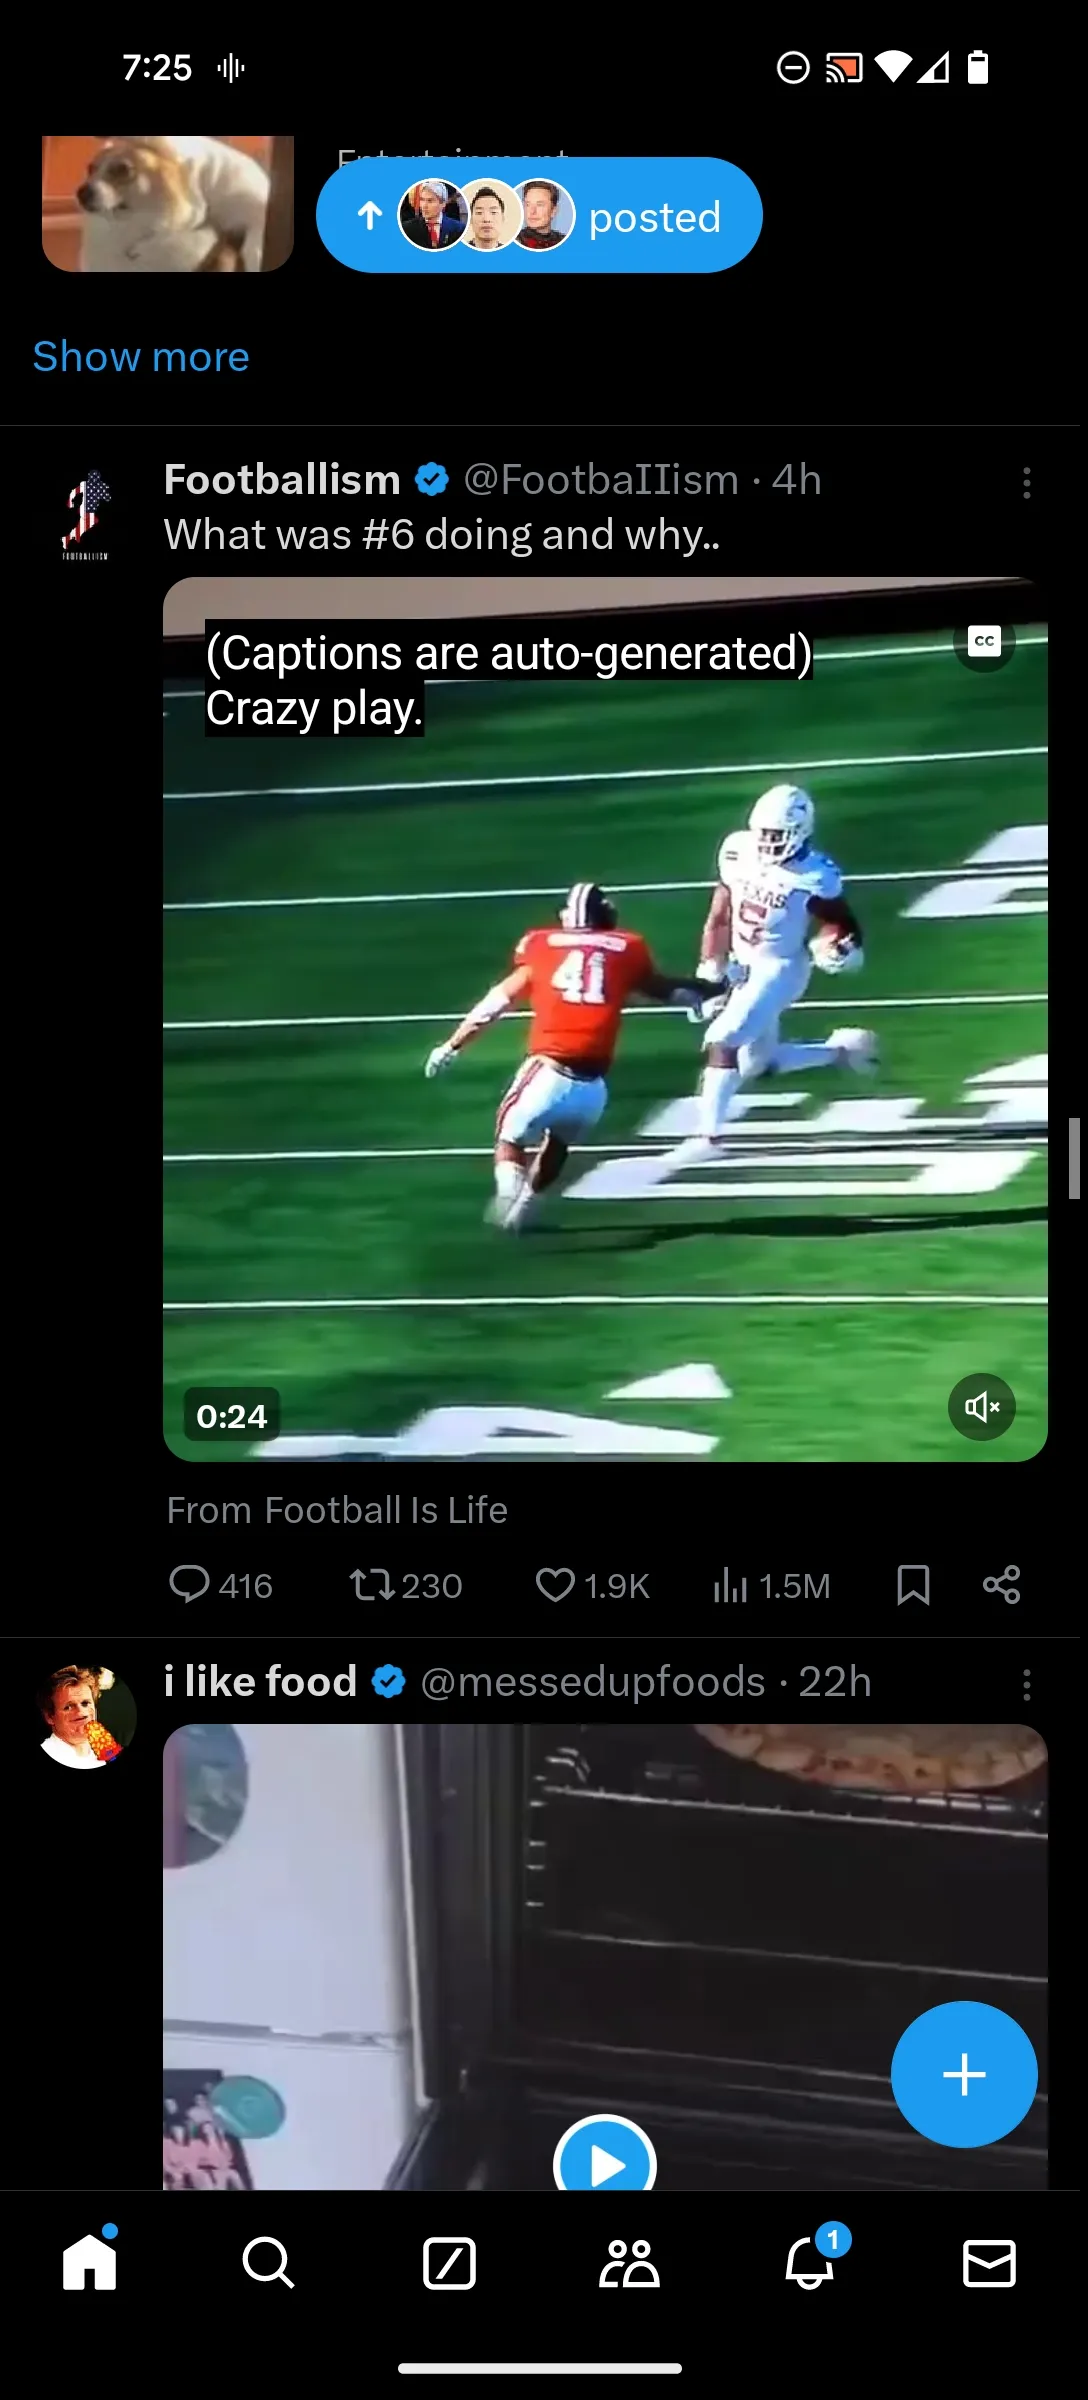 7:25
Entertainment
posted
Show more
Footballism @FootbaIIism · 4h
What was #6 doing and why..
(Captions are auto-generated)
Crazy play.
CC
TEXAS
5
41
0:24
From Football Is Life
416 230 1.9K 1.5M
i like food @messedupfoods · 22h
1